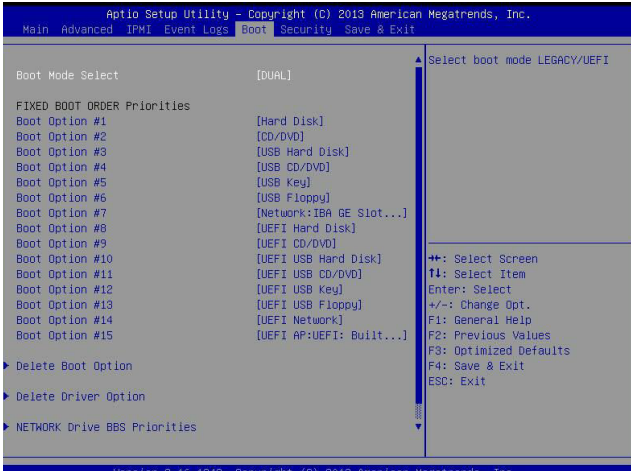 Aptio Setup Utility – Copyright (C) 2013 American Megatrends, Inc.
Main Advanced IPMI Event Logs Boot Security Save & Exit
Boot Mode Select [DUAL]
FIXED BOOT ORDER Priorities
Boot Option #1 [Hard Disk]
Boot Option #2 [CD/DVD]
Boot Option #3 [USB Hard Disk]
Boot Option #4 [USB CD/DVD]
Boot Option #5 [USB Key]
Boot Option #6 [USB Floppy]
Boot Option #7 [Network:IBA GE Slot...]
Boot Option #8 [UEFI Hard Disk]
Boot Option #9 [UEFI CD/DVD]
Boot Option #10 [UEFI USB Hard Disk]
Boot Option #11 [UEFI USB CD/DVD]
Boot Option #12 [UEFI USB Key]
Boot Option #13 [UEFI USB Floppy]
Boot Option #14 [UEFI Network]
Boot Option #15 [UEFI AP:UEFI: Built...]
Delete Boot Option
Delete Driver Option
NETWORK Drive BBS Priorities
Select boot mode LEGACY/UEFI
→←: Select Screen
↑↓: Select Item
Enter: Select
+/-: Change Opt.
F1: General Help
F2: Previous Values
F3: Optimized Defaults
F4: Save & Exit
ESC: Exit